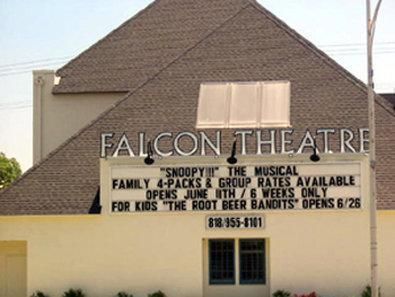 FALCON THEATRE
"SNOOPY!!!" THE MUSICAL
FAMILY 4-PACKS & GROUP RATES AVAILABLE
OPENS JUNE 11TH / 6 WEEKS ONLY
FOR KIDS "THE ROOT BEER BANDITS" OPENS 6/26
818/955-8101